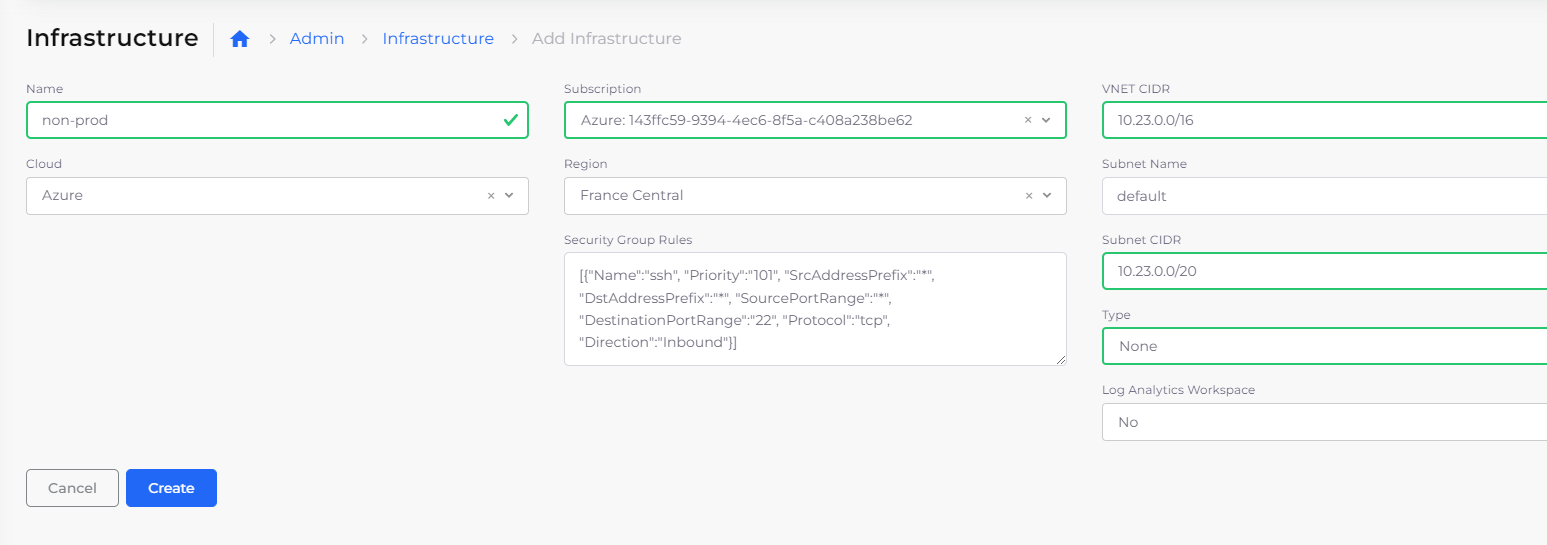 Infrastructure
Admin
Infrastructure
Add Infrastructure
Name
non-prod
Cloud
Azure
Subscription
Azure: 143ffc59-9394-4ec6-8f5a-c408a238be62
Region
France Central
Security Group Rules
[{"Name":"ssh", "Priority":"101", "SrcAddressPrefix":"*",
"DstAddressPrefix":"*", "SourcePortRange":"*",
"DestinationPortRange":"22", "Protocol":"tcp",
"Direction":"Inbound"}]
VNET CIDR
10.23.0.0/16
Subnet Name
default
Subnet CIDR
10.23.0.0/20
Type
None
Log Analytics Workspace
No
Cancel
Create